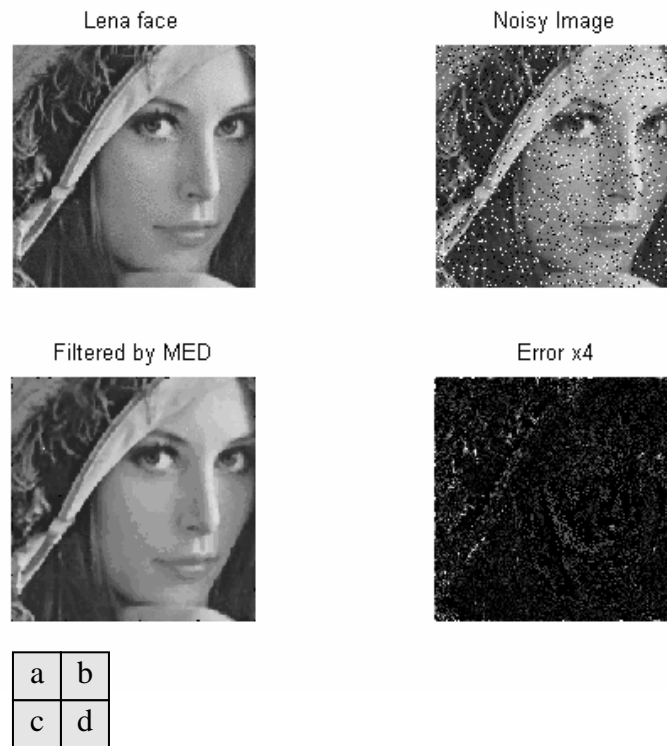 Lena face
Noisy Image
Filtered by MED
Error x4
a b
c d